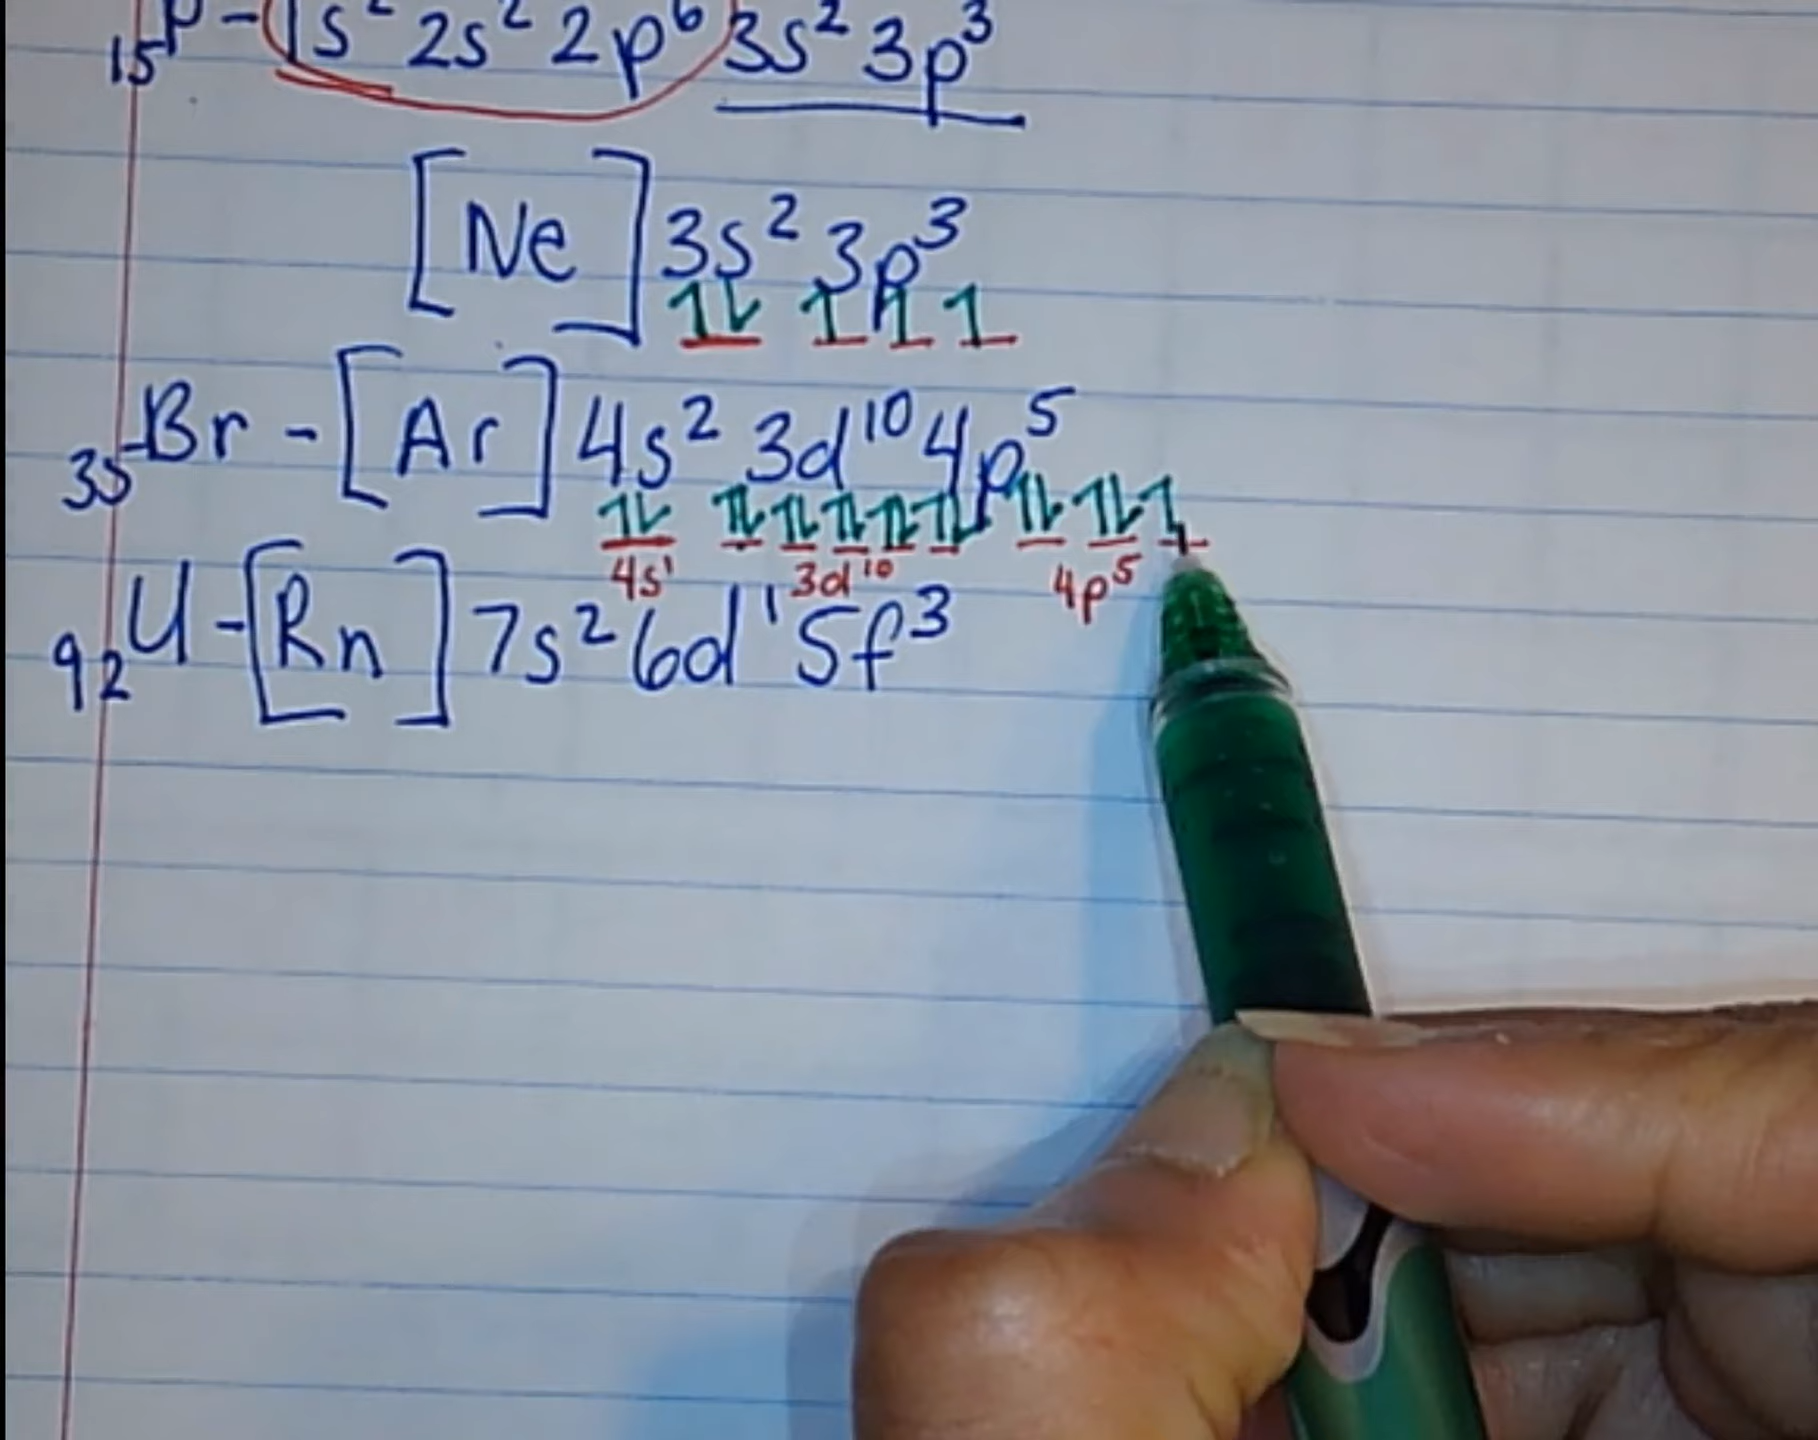 ₁₅P - 1s² 2s² 2p⁶ 3s² 3p³
[Ne] 3s² 3p³
↿⇂ ↿ ↿ ↿
₃₅Br - [Ar] 4s² 3d¹⁰ 4p⁵
↿⇂ ↿⇂ ↿⇂ ↿⇂ ↿⇂ ↿⇂ ↿⇂ ↿⇂ ↿
4s¹ 3d¹⁰ 4p⁵
₉₂U - [Rn] 7s² 6d¹ 5f³